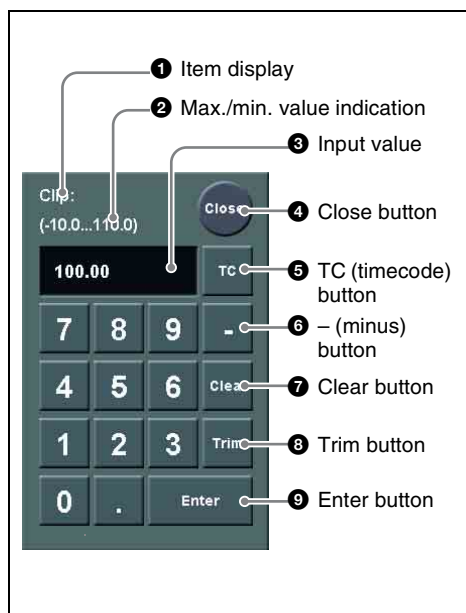 ❶ Item display
❷ Max./min. value indication
❸ Input value
Clip:
(-10.0...110.0)
Close
❹ Close button
100.00
TC
❺ TC (timecode)
button
7 8 9 -
❻ – (minus)
button
4 5 6 Clear
❼ Clear button
1 2 3 Trim
❽ Trim button
0 . Enter
❾ Enter button